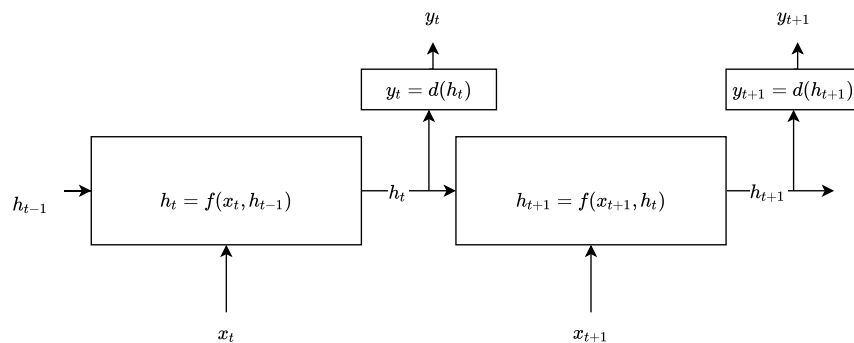 y_t
y_{t+1}
y_t = d(h_t)
y_{t+1} = d(h_{t+1})
h_{t-1}
h_t = f(x_t, h_{t-1})
h_t
h_{t+1} = f(x_{t+1}, h_t)
h_{t+1}
x_t
x_{t+1}